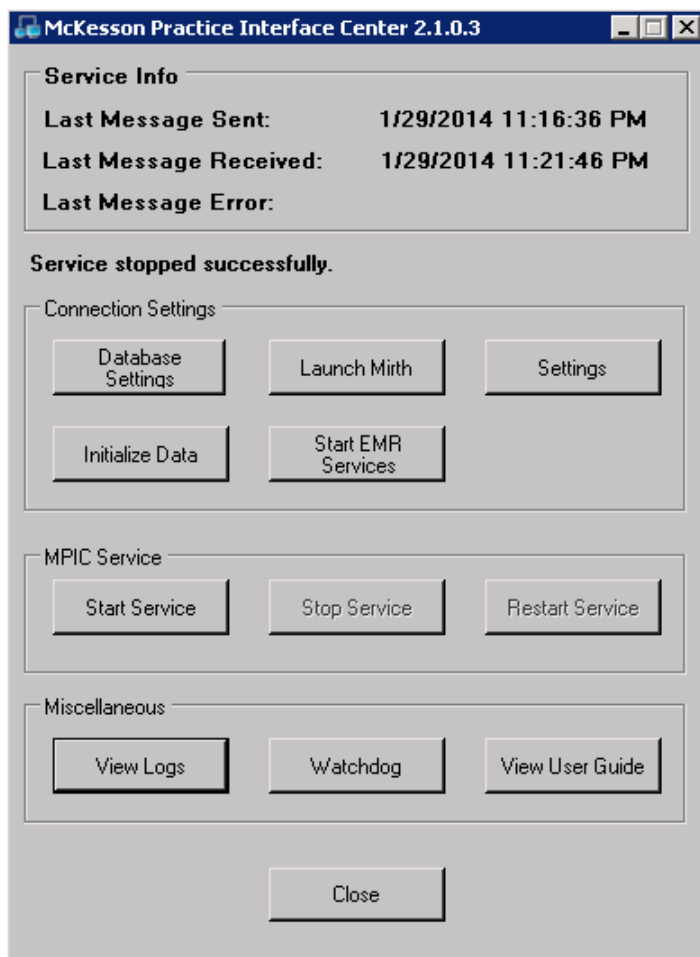 McKesson Practice Interface Center 2.1.0.3
Service Info
Last Message Sent: 1/29/2014 11:16:36 PM
Last Message Received: 1/29/2014 11:21:46 PM
Last Message Error:
Service stopped successfully.
Connection Settings
Database
Settings
Launch Mirth
Settings
Initialize Data
Start EMR
Services
MPIC Service
Start Service
Stop Service
Restart Service
Miscellaneous
View Logs
Watchdog
View User Guide
Close